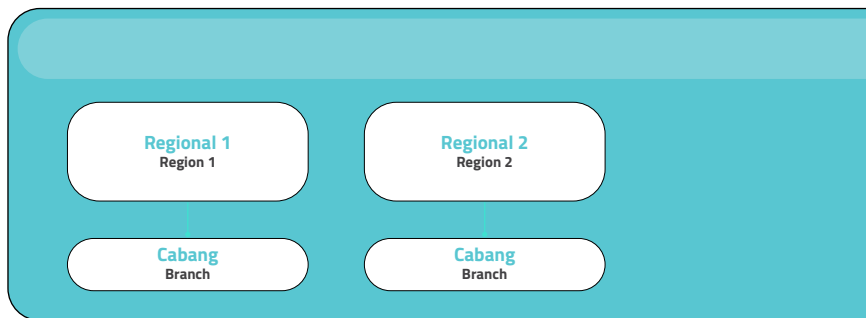 Regional 1
Region 1
Regional 2
Region 2
Cabang
Branch
Cabang
Branch